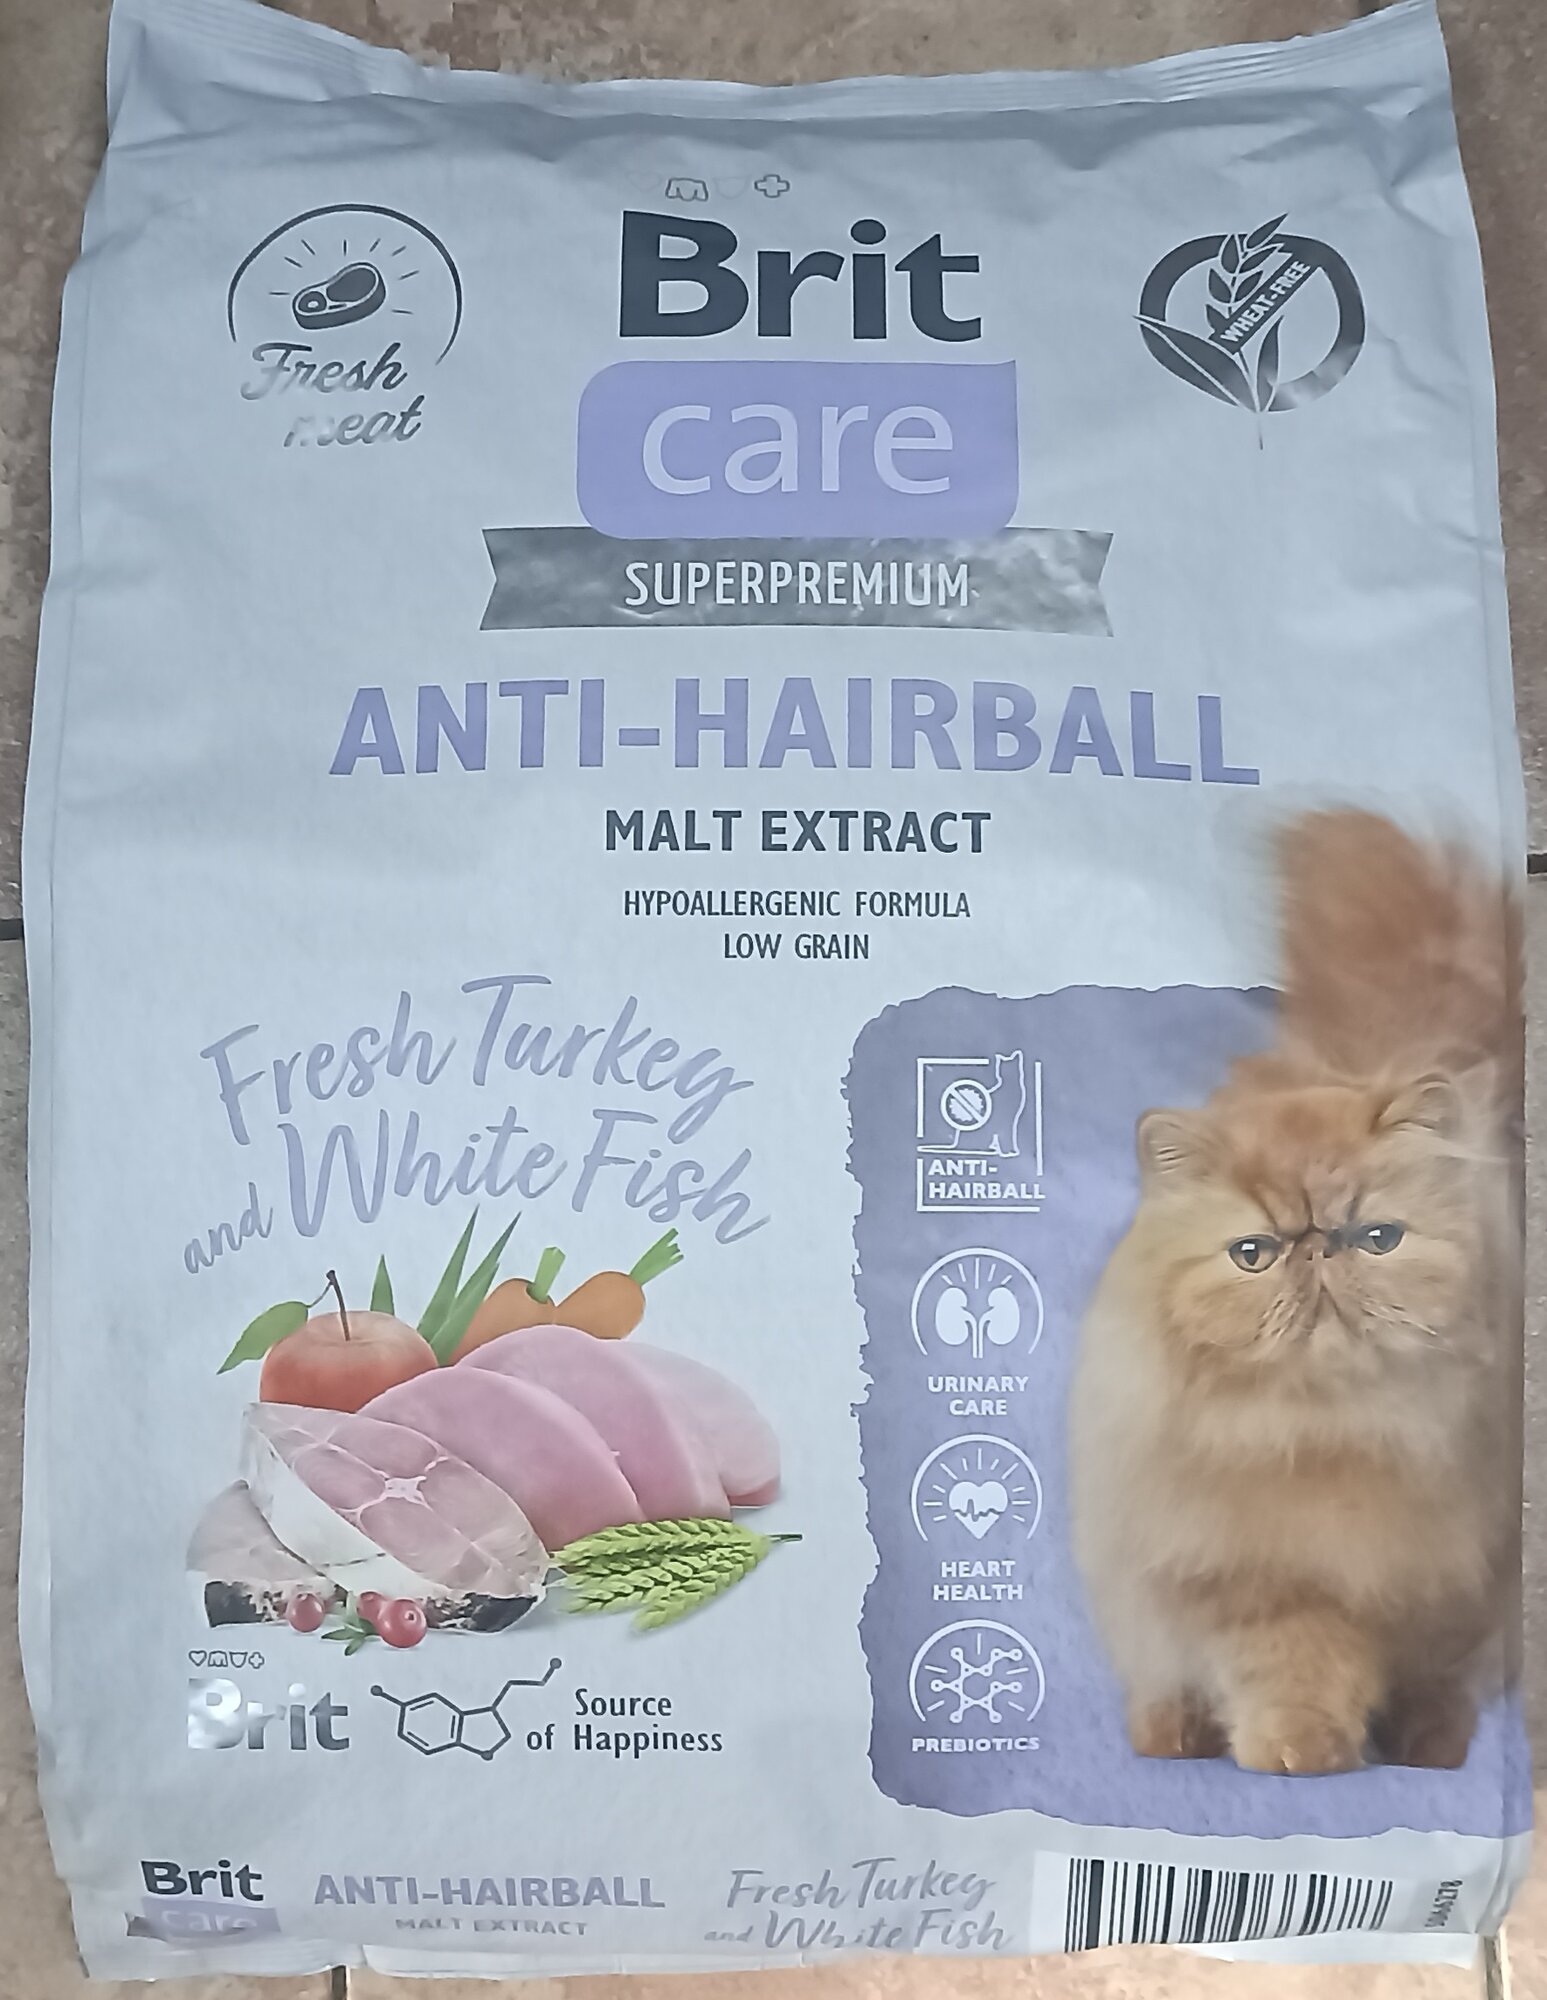 Brit
care
Fresh
meat
WHEAT-FREE
SUPERPREMIUM
ANTI-HAIRBALL
MALT EXTRACT
HYPOALLERGENIC FORMULA
LOW GRAIN
Fresh Turkey
and White Fish
ANTI-
HAIRBALL
URINARY
CARE
HEART
HEALTH
PREBIOTICS
Brit
Source
of Happiness
Brit
care
ANTI-HAIRBALL
MALT EXTRACT
Fresh Turkey
and White Fish
1066278